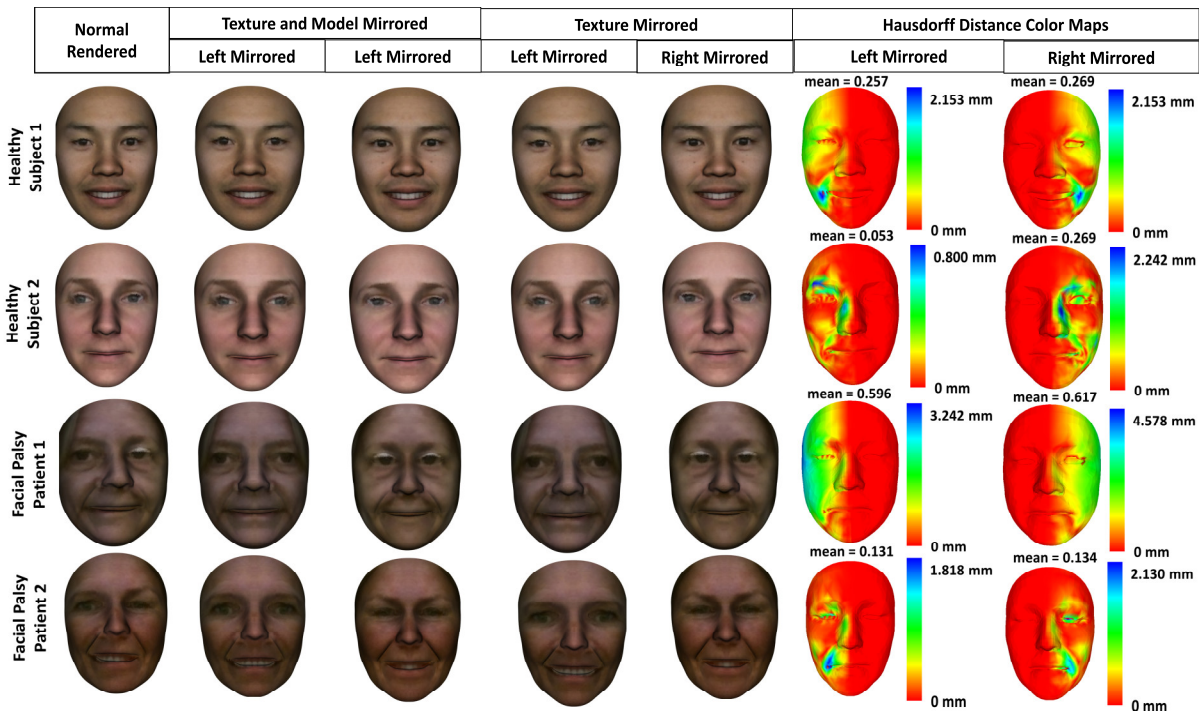 Normal Rendered
Texture and Model Mirrored
Texture Mirrored
Hausdorff Distance Color Maps
Left Mirrored
Left Mirrored
Left Mirrored
Right Mirrored
Left Mirrored
Right Mirrored
Healthy Subject 1
mean = 0.257
2.153 mm
0 mm
mean = 0.269
2.153 mm
0 mm
Healthy Subject 2
mean = 0.053
0.800 mm
0 mm
mean = 0.269
2.242 mm
0 mm
Facial Palsy Patient 1
mean = 0.596
3.242 mm
0 mm
mean = 0.617
4.578 mm
0 mm
Facial Palsy Patient 2
mean = 0.131
1.818 mm
0 mm
mean = 0.134
2.130 mm
0 mm